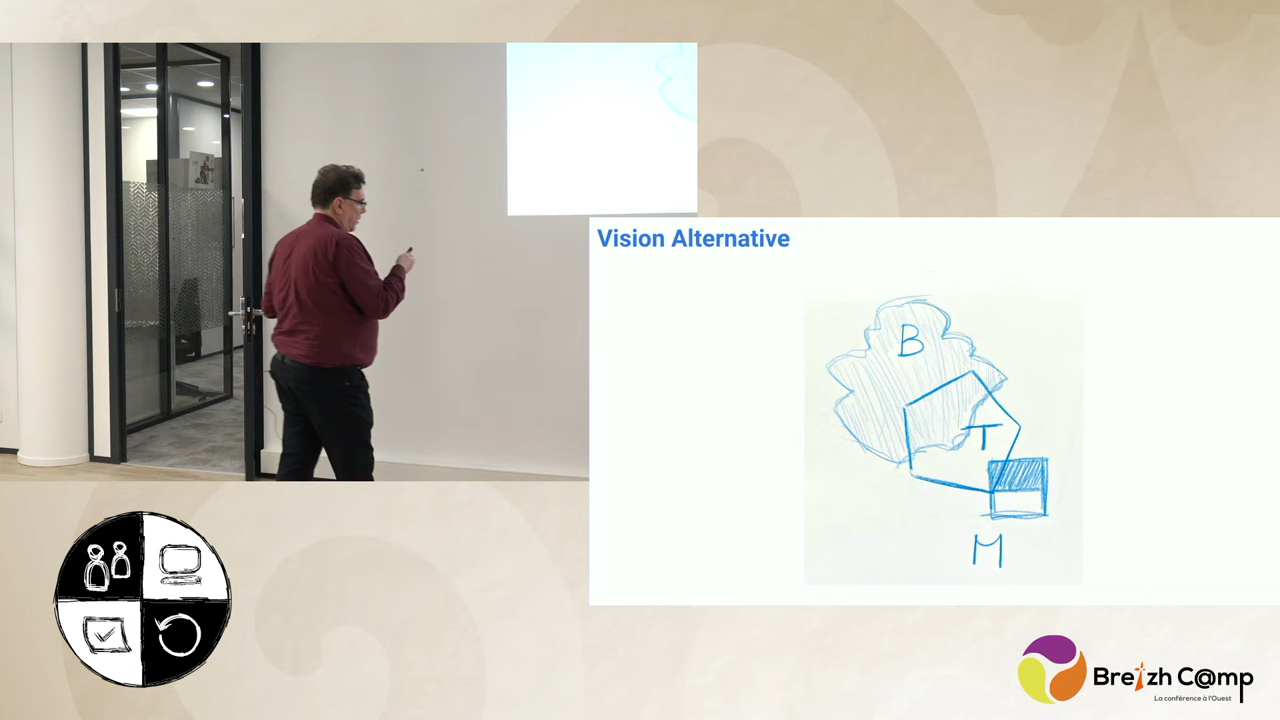 Vision Alternative
B
T
M
Breizh C@mp
La conférence à l'Ouest